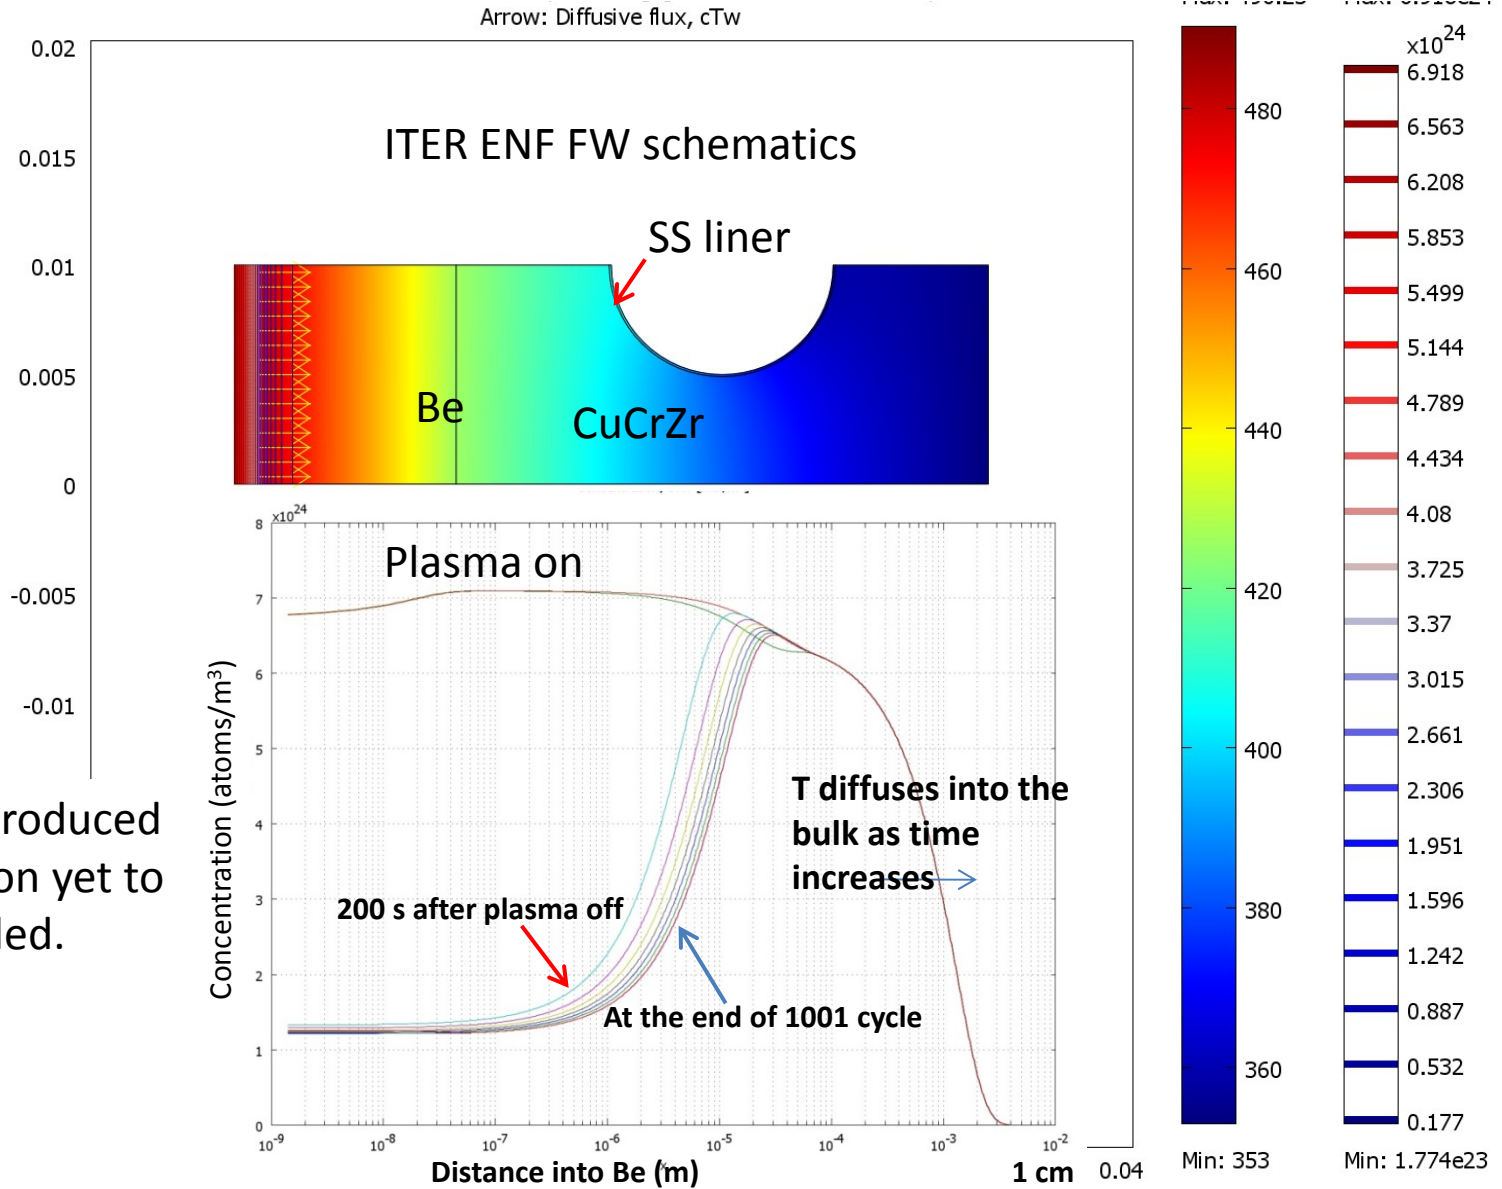 Arrow: Diffusive flux, cTw
0.02
0.015
0.01
0.005
0
-0.005
-0.01
0.04
ITER ENF FW schematics
SS liner
Be
CuCrZr
x10^24
8
7
6
5
4
3
2
1
0
Plasma on
Concentration (atoms/m³)
T diffuses into the
bulk as time
increases
200 s after plasma off
At the end of 1001 cycle
10^-9 10^-8 10^-7 10^-6 10^-5 10^-4 10^-3 10^-2
Distance into Be (m)
1 cm
roduced
on yet to
led.
480
460
440
420
400
380
360
Min: 353
x10^24
6.918
6.563
6.208
5.853
5.499
5.144
4.789
4.434
4.08
3.725
3.37
3.015
2.661
2.306
1.951
1.596
1.242
0.887
0.532
0.177
Min: 1.774e23